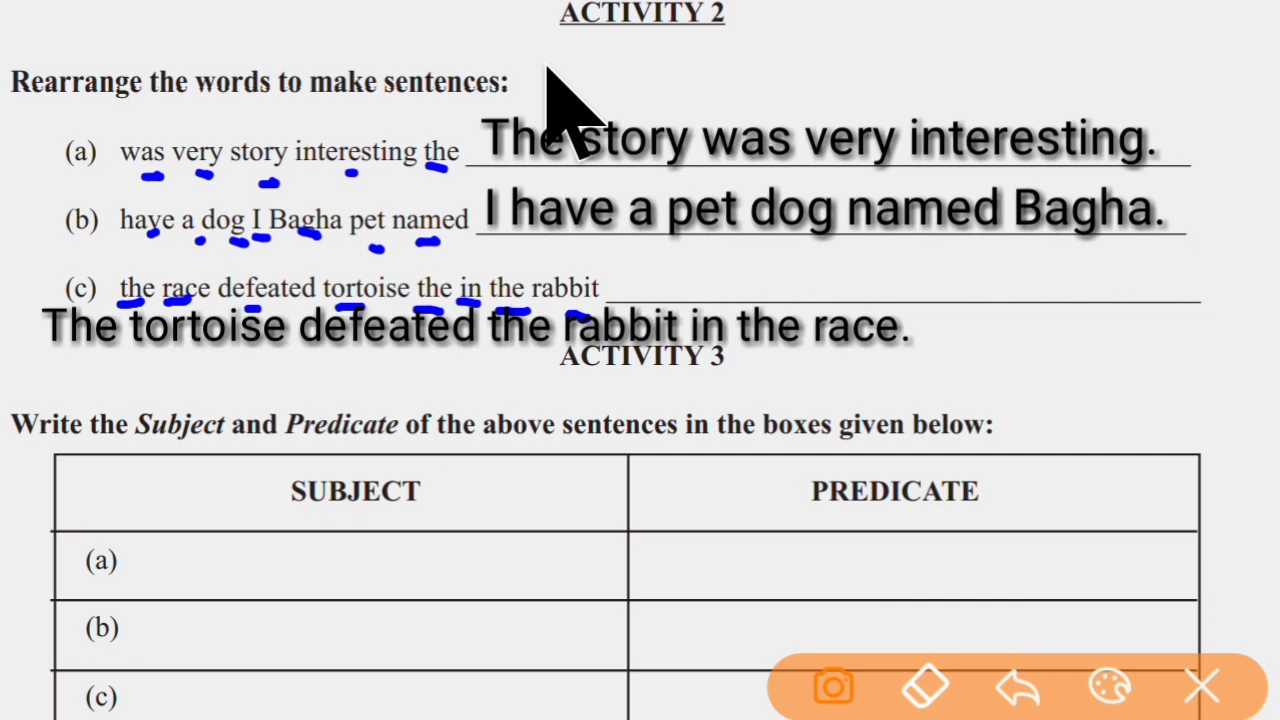 ACTIVITY 2
Rearrange the words to make sentences:
(a) was very story interesting the The story was very interesting.
(b) have a dog I Bagha pet named I have a pet dog named Bagha.
(c) the race defeated tortoise the in the rabbit
The tortoise defeated the rabbit in the race.
ACTIVITY 3
Write the Subject and Predicate of the above sentences in the boxes given below:
SUBJECT PREDICATE
(a)
(b)
(c)